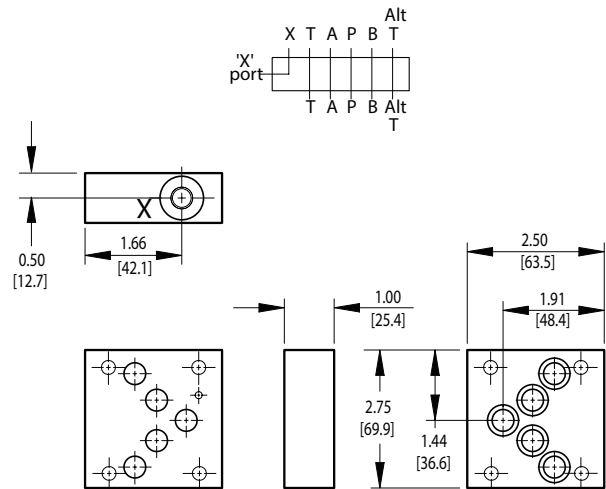 Alt
X T A P B T
'X'
port
T A P B Alt
T
X
0.50
[12.7]
1.66
[42.1]
2.50
[63.5]
1.00
[25.4]
1.91
[48.4]
2.75
[69.9]
1.44
[36.6]